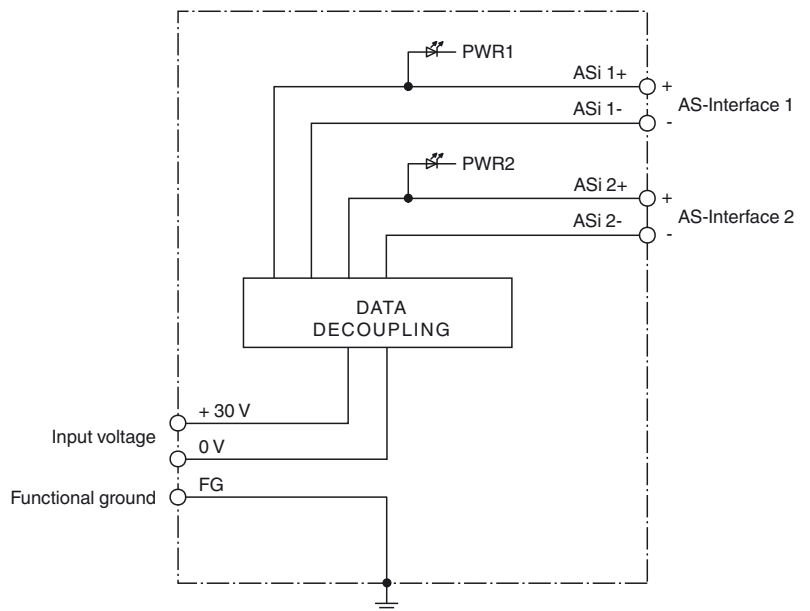 PWR1
ASi 1+
+
AS-Interface 1
ASi 1-
-
PWR2
ASi 2+
+
AS-Interface 2
ASi 2-
-
DATA
DECOUPLING
+ 30 V
Input voltage
0 V
FG
Functional ground